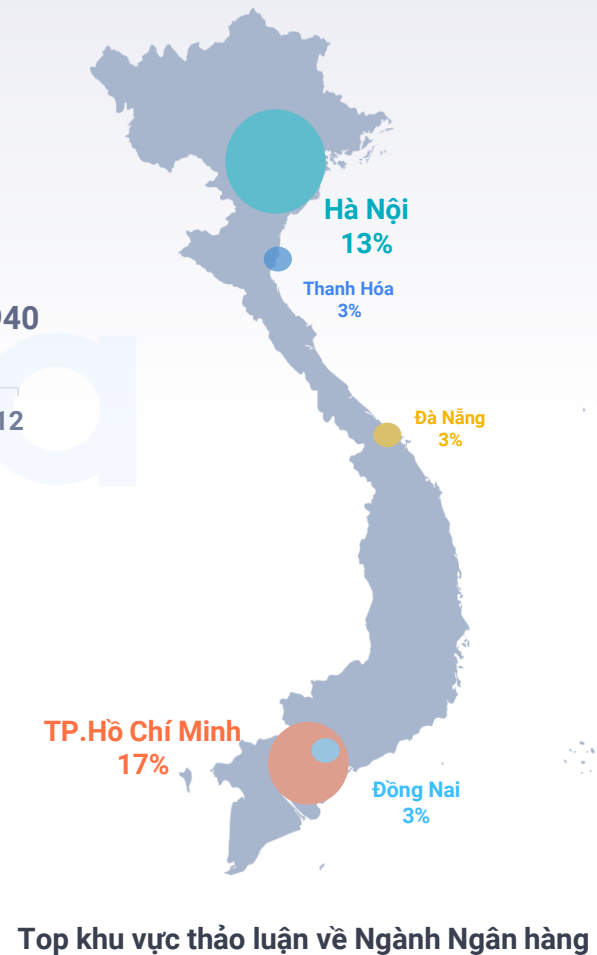 Hà Nội
13%
Thanh Hóa
3%
940
12
Đà Nẵng
3%
TP.Hồ Chí Minh
17%
Đồng Nai
3%
Top khu vực thảo luận về Ngành Ngân hàng